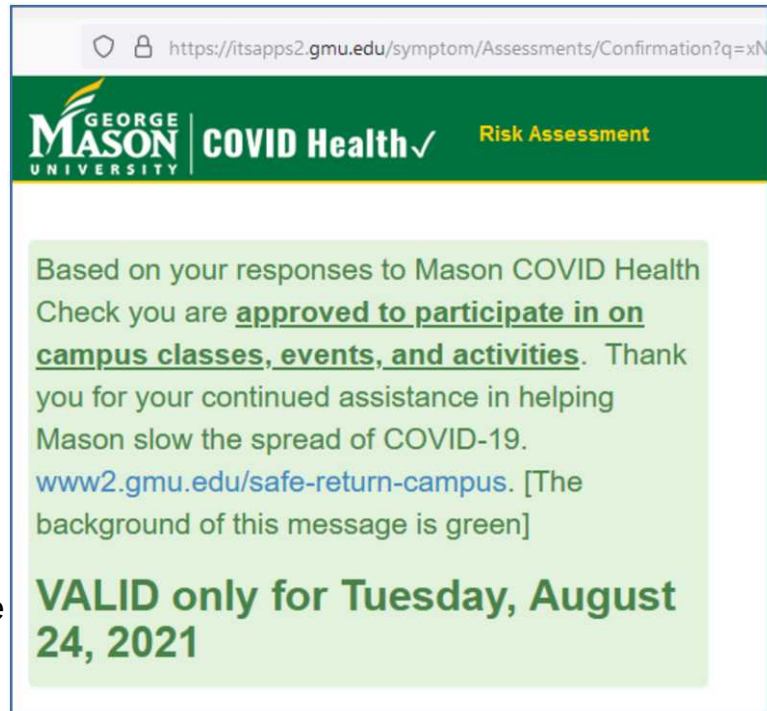 https://itsapps2.gmu.edu/symptom/Assessments/Confirmation?q=xN
GEORGE
MASON
UNIVERSITY
COVID Health✓
Risk Assessment
Based on your responses to Mason COVID Health
Check you are approved to participate in on
campus classes, events, and activities. Thank
you for your continued assistance in helping
Mason slow the spread of COVID-19.
www2.gmu.edu/safe-return-campus. [The
background of this message is green]
VALID only for Tuesday, August
24, 2021
e